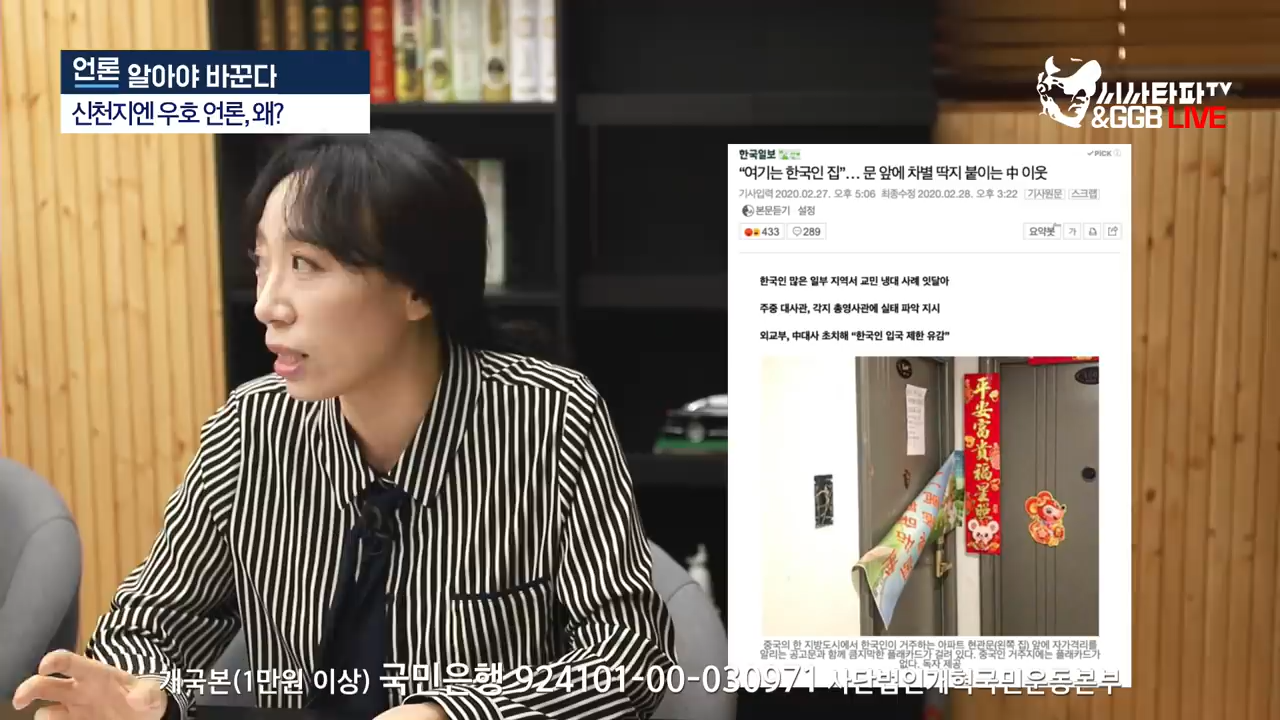 언론 알아야 바꾼다
신천지엔 우호 언론, 왜?
씨싸타파TV
&GGB LIVE
한국일보
PICK
“여기는 한국인 집”… 문 앞에 차별 딱지 붙이는 中 이웃
기사입력 2020.02.27. 오후 5:06 최종수정 2020.02.28. 오후 3:22 기사원문 스크랩
본문듣기 설정
433 289
요약봇 가
한국인 많은 일부 지역서 교민 냉대 사례 잇달아
주중 대사관, 각지 총영사관에 실태 파악 지시
외교부, 中대사 초치해 “한국인 입국 제한 유감”
平安富貴福星照
중국의 한 지방도시에서 한국인이 거주하는 아파트 현관문(왼쪽 집) 앞에 자가격리를
알리는 공고문과 함께 큼지막한 플래카드가 걸려 있다. 중국인 거주지에는 플래카드가
없다. 독자 제공
개국본(1만원 이상) 국민은행 924101-00-030971 사단법인개혁국민운동본부